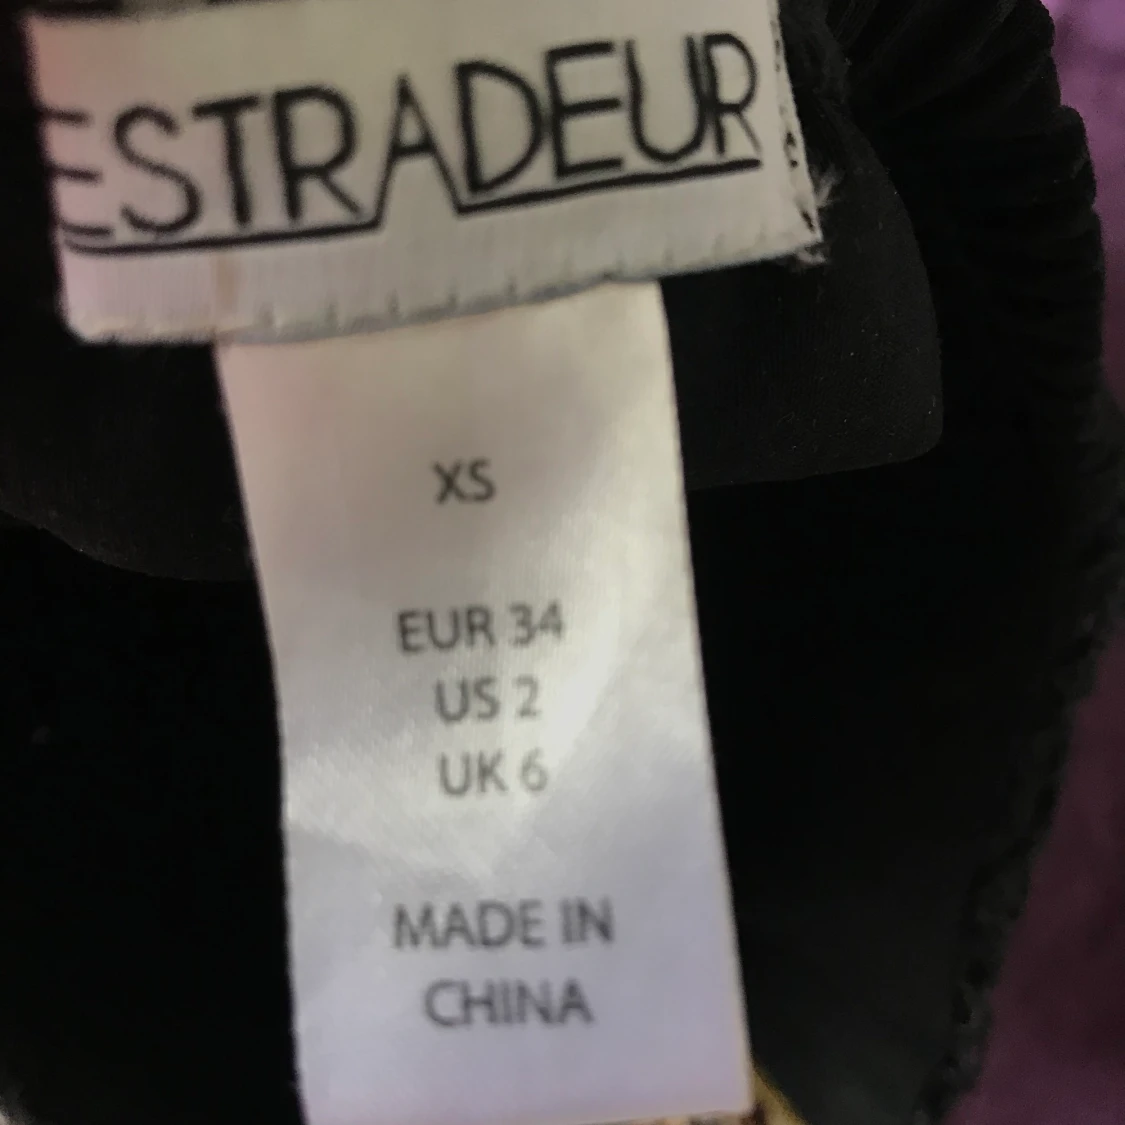 ESTRADEUR
XS
EUR 34
US 2
UK 6
MADE IN
CHINA